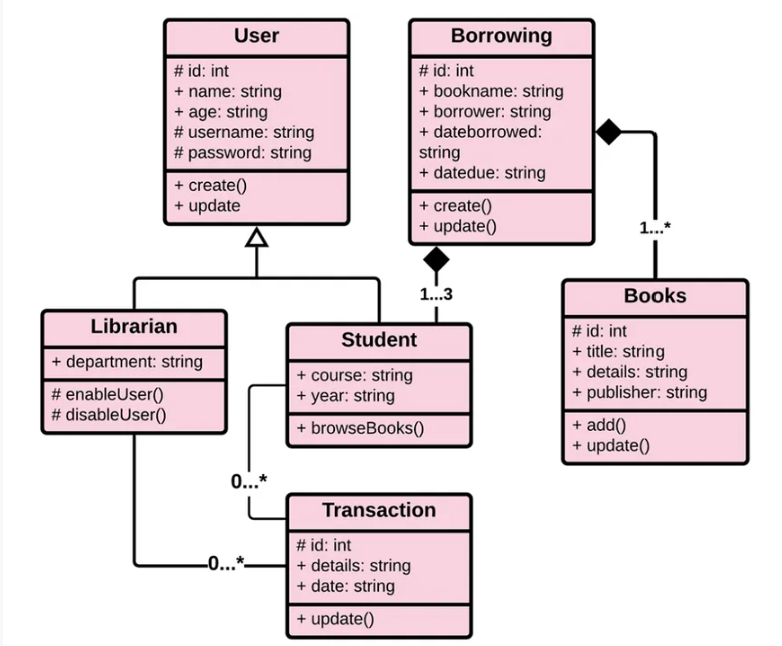 User
# id: int
+ name: string
+ age: string
# username: string
# password: string
+ create()
+ update
Borrowing
# id: int
+ bookname: string
+ borrower: string
+ dateborrowed:
string
+ datedue: string
+ create()
+ update()
1...*
1...3
Librarian
+ department: string
# enableUser()
# disableUser()
Student
+ course: string
+ year: string
+ browseBooks()
Books
# id: int
+ title: string
+ details: string
+ publisher: string
+ add()
+ update()
0...*
0...*
Transaction
# id: int
+ details: string
+ date: string
+ update()